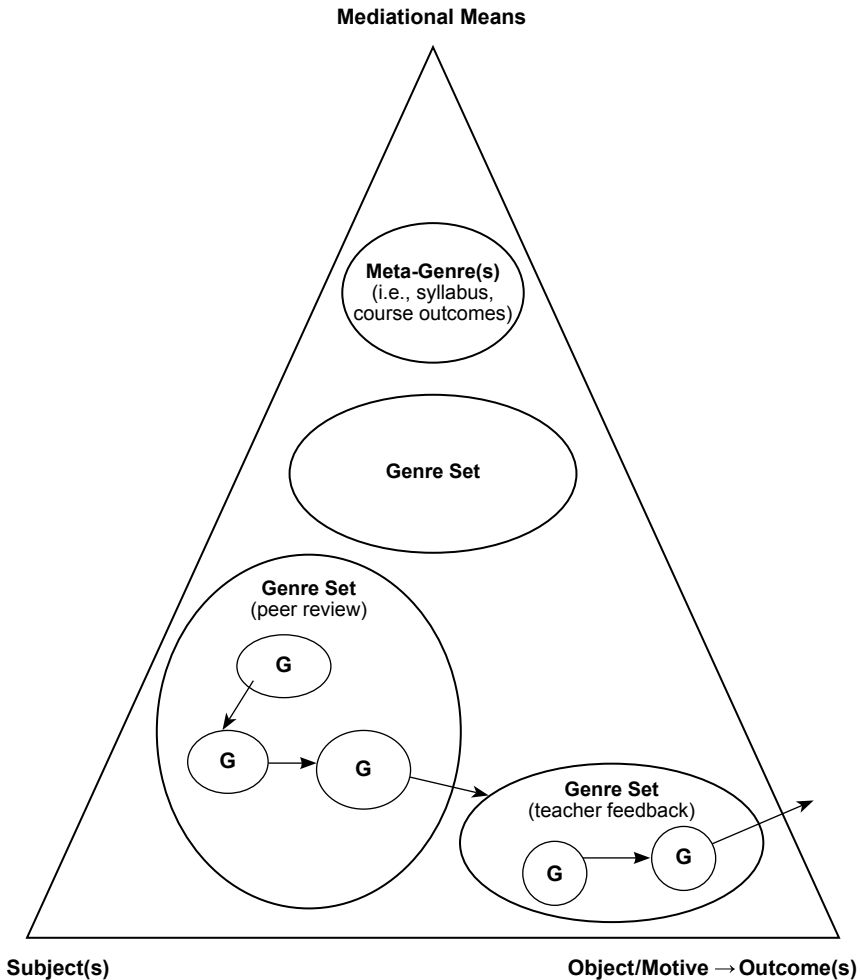 Mediational Means
Meta-Genre(s)
(i.e., syllabus,
course outcomes)
Genre Set
Genre Set
(peer review)
G
G
G
Genre Set
(teacher feedback)
G
G
Subject(s)
Object/Motive → Outcome(s)